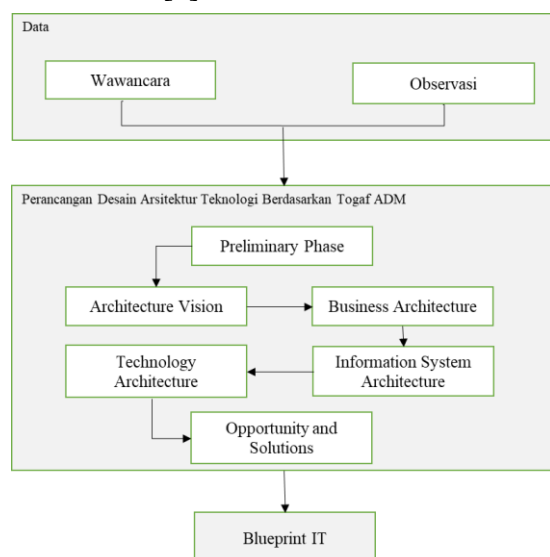 Data
Wawancara
Observasi
Perancangan Desain Arsitektur Teknologi Berdasarkan Togaf ADM
Preliminary Phase
Architecture Vision
Business Architecture
Technology
Architecture
Information System
Architecture
Opportunity and
Solutions
Blueprint IT